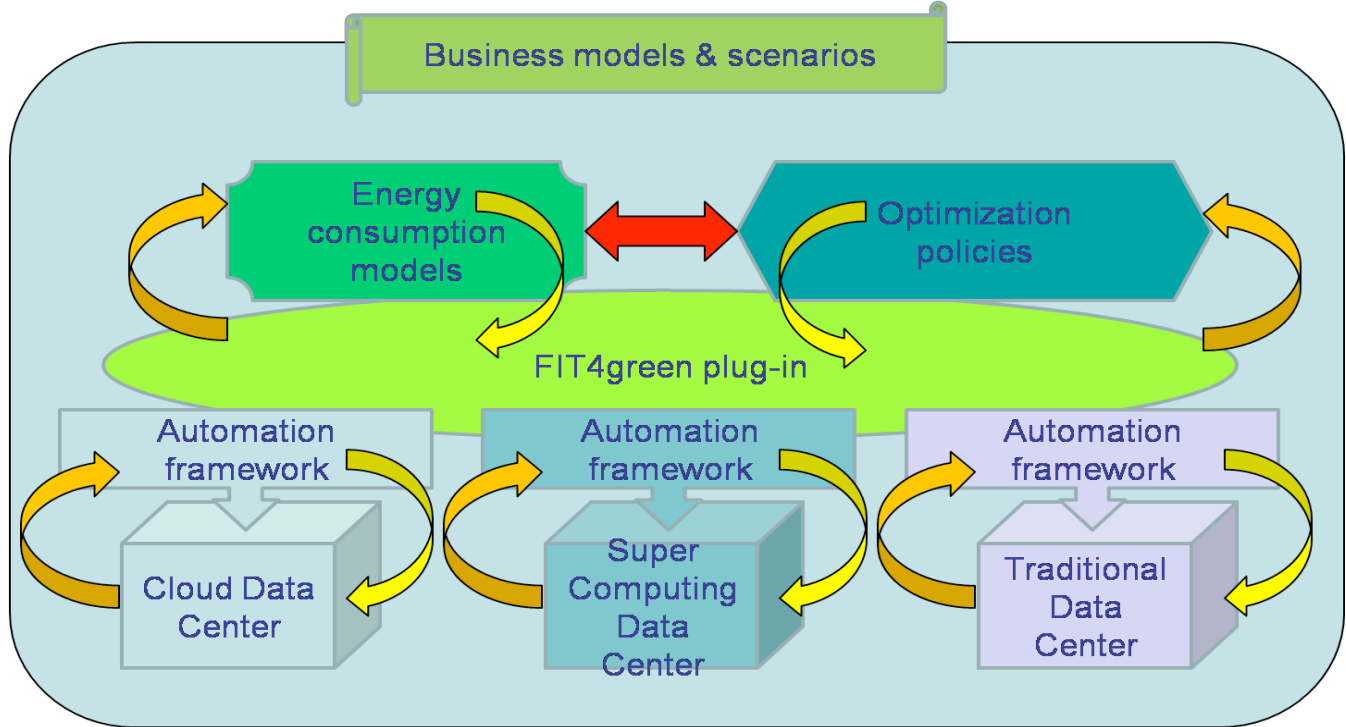 Business models & scenarios
Energy
consumption
models
Optimization
policies
FIT4green plug-in
Automation
framework
Automation
framework
Automation
framework
Cloud Data
Center
Super
Computing
Data
Center
Traditional
Data
Center